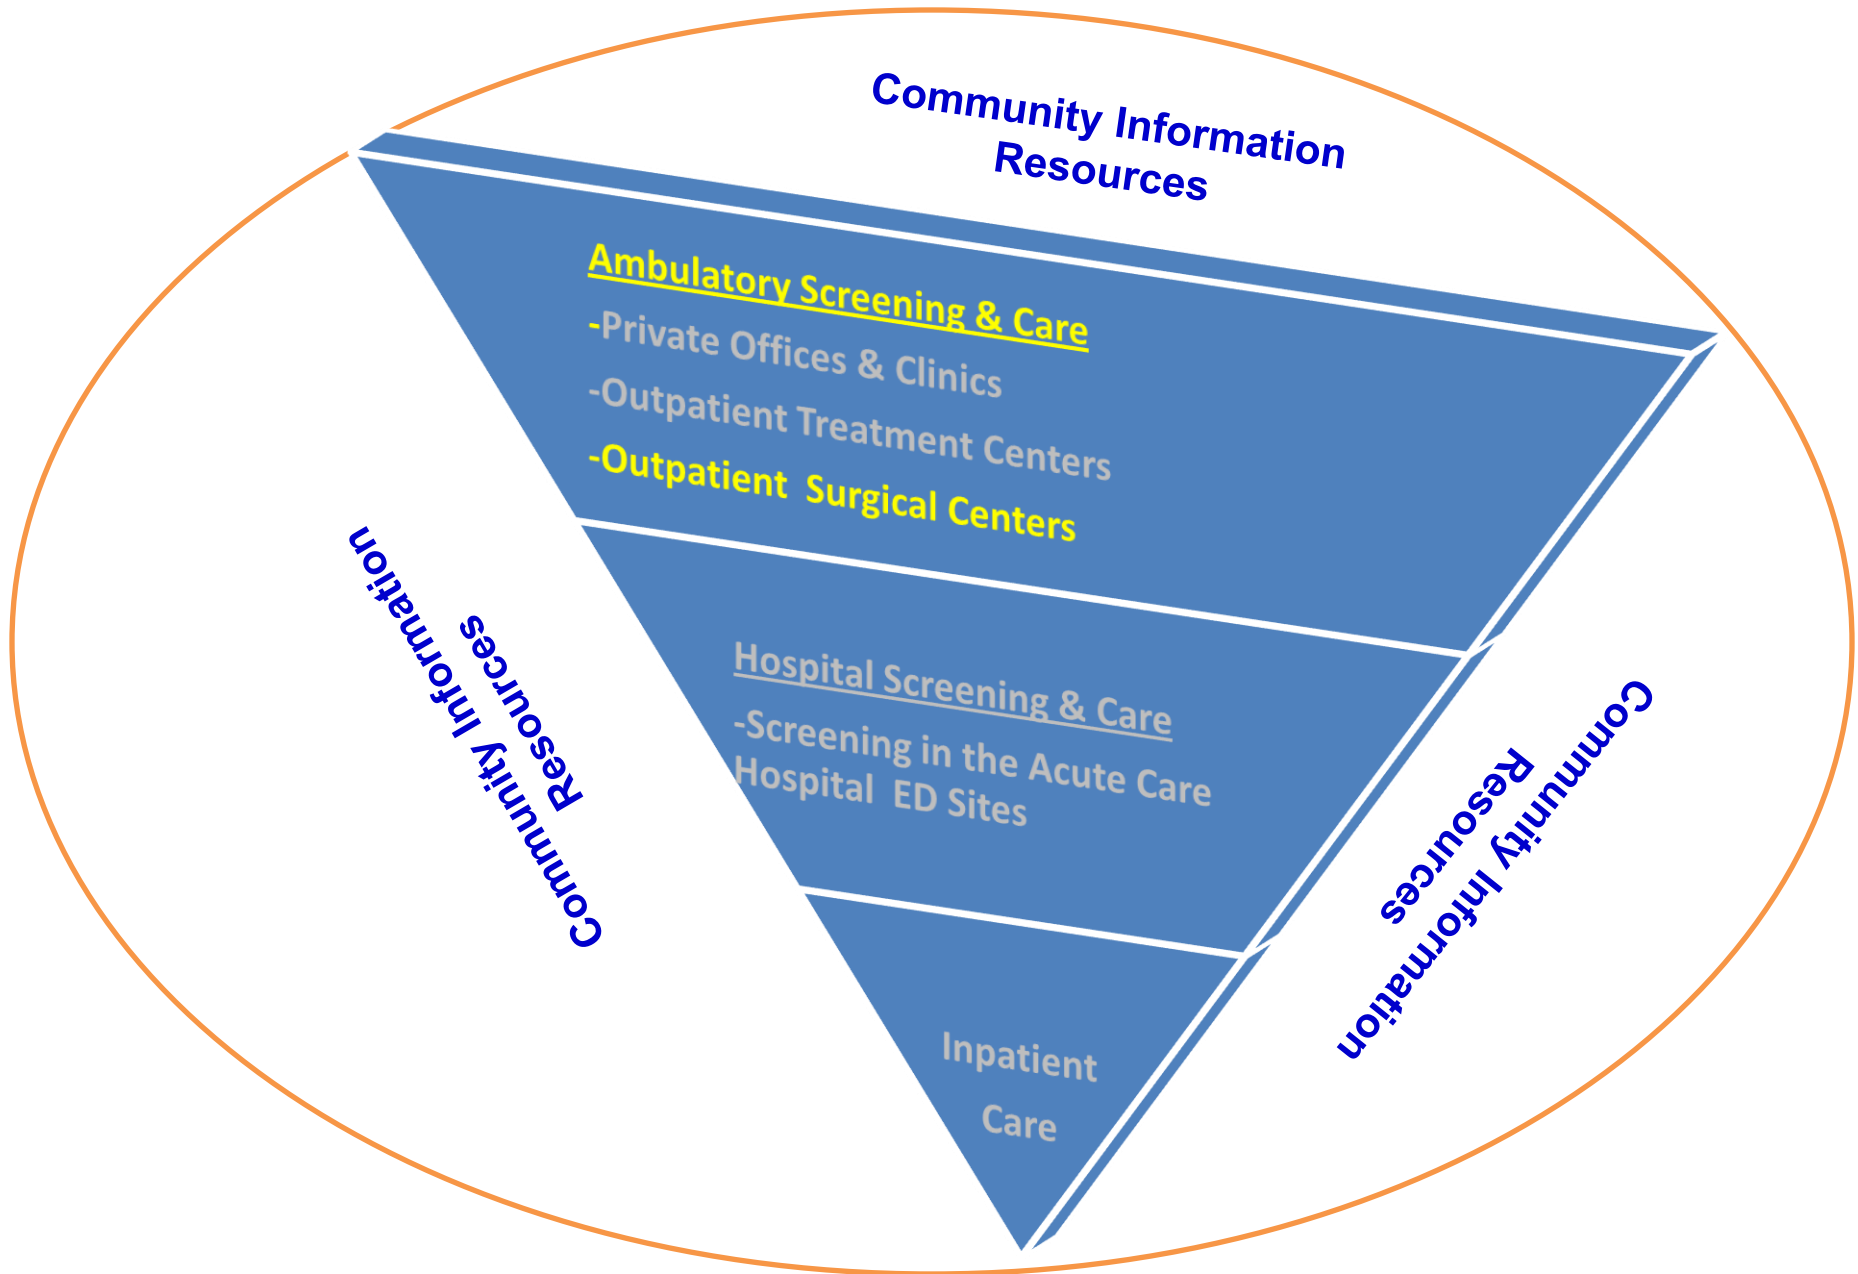 Community Information
Resources
Ambulatory Screening & Care
-Private Offices & Clinics
-Outpatient Treatment Centers
-Outpatient  Surgical Centers
Community Information
Resources
Hospital Screening & Care
-Screening in the Acute Care
Hospital  ED Sites
Community Information
Resources
Inpatient
Care